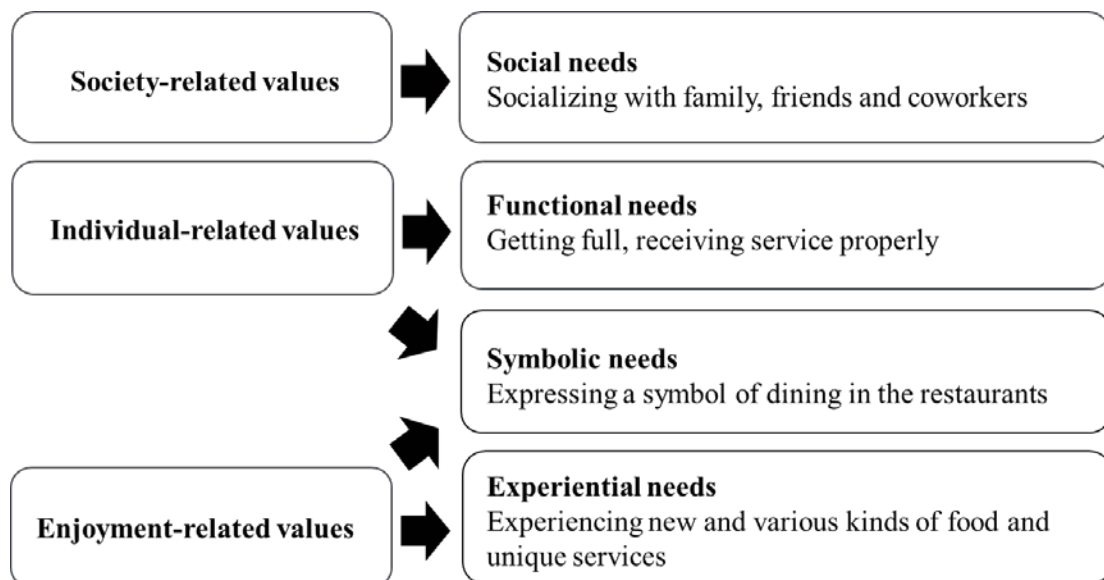 Society-related values
Social needs
Socializing with family, friends and coworkers
Individual-related values
Functional needs
Getting full, receiving service properly
Symbolic needs
Expressing a symbol of dining in the restaurants
Enjoyment-related values
Experiential needs
Experiencing new and various kinds of food and
unique services